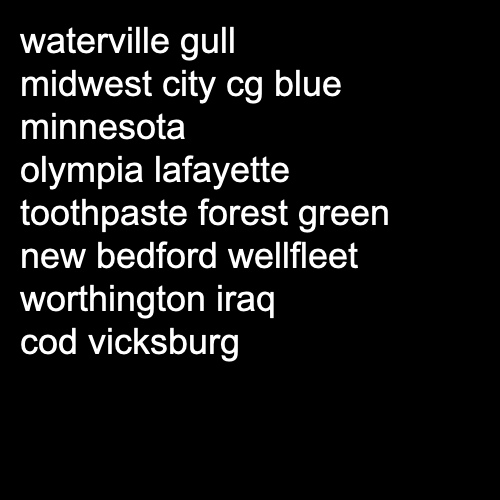 waterville gull
midwest city cg blue
minnesota
olympia lafayette
toothpaste forest green
new bedford wellfleet
worthington iraq
cod vicksburg